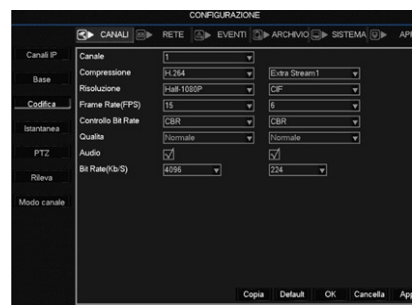 CONFIGURAZIONE
CANALI RETE EVENTI ARCHIVIO SISTEMA
Canali IP
Base
Codifica
Istantanea
PTZ
Rileva
Modo canale
Canale 1
Compressione H.264 Extra Stream1
Risoluzione Half-1080P CIF
Frame Rate(FPS) 15 6
Controllo Bit Rate CBR CBR
Qualita Normale Normale
Audio
Bit Rate(Kb/S) 4096 224
Copia Default OK Cancella